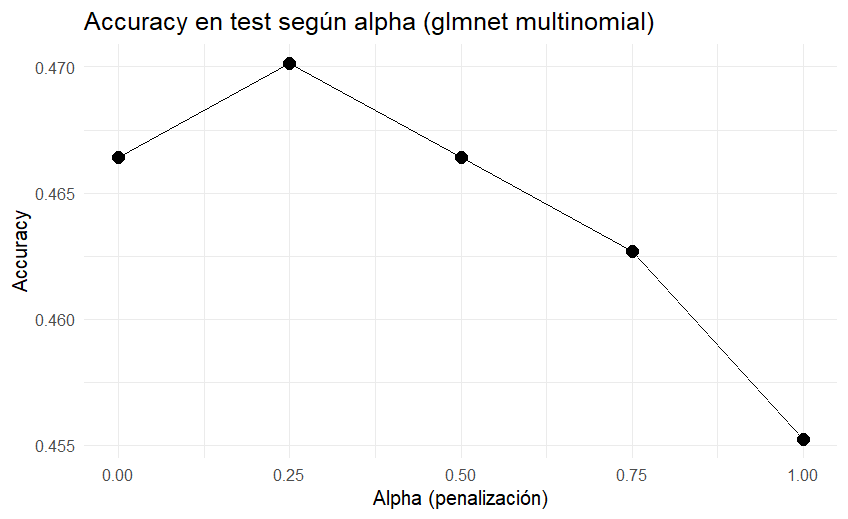 Accuracy en test según alpha (glmnet multinomial)
0.470
0.465
0.460
0.455
Accuracy
0.00 0.25 0.50 0.75 1.00
Alpha (penalización)